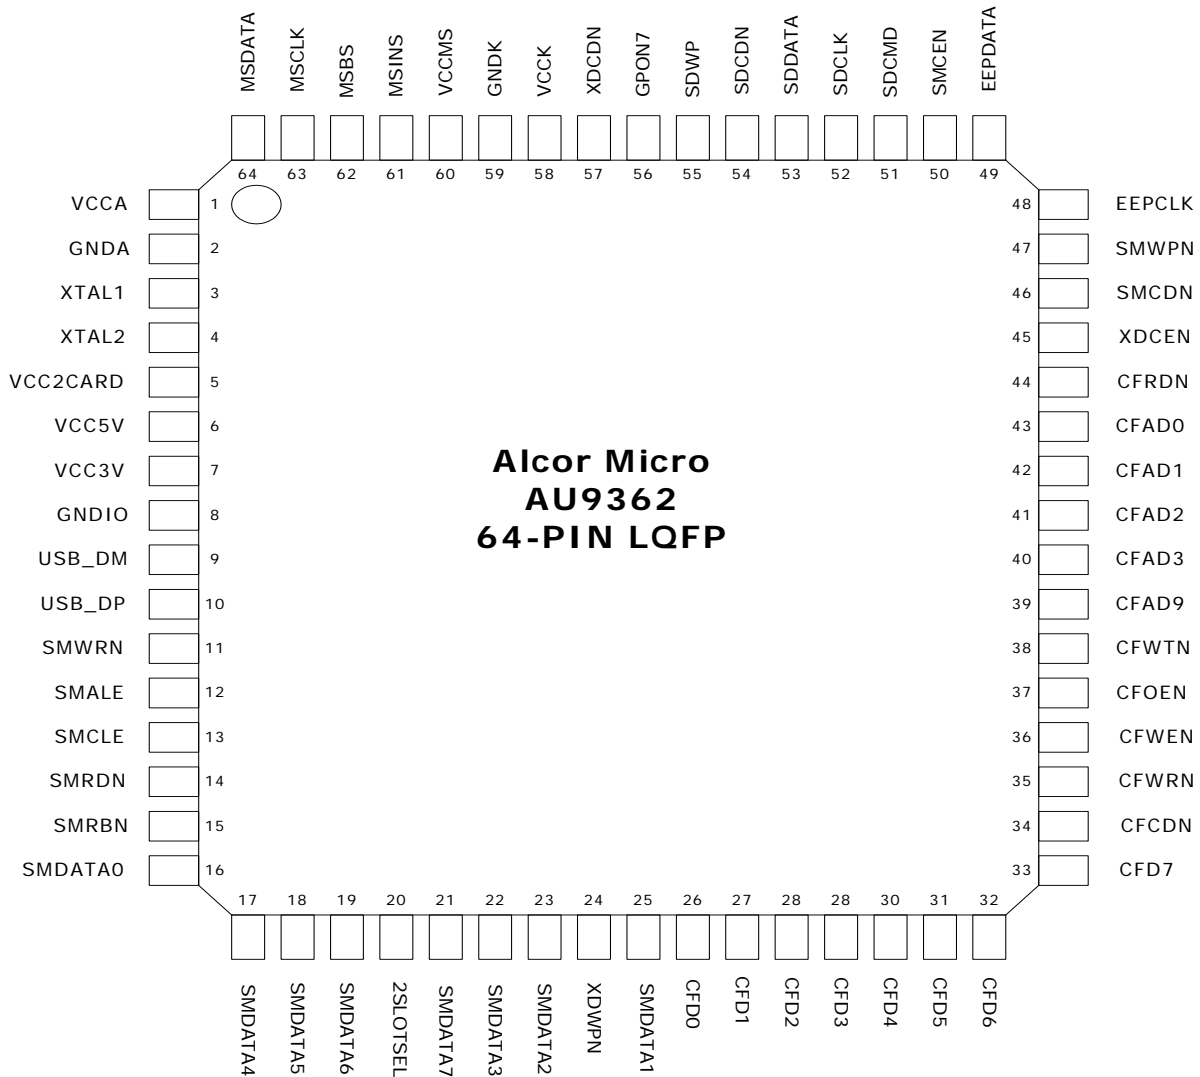 MSDATA
MSCLK
MSBS
MSINS
VCCMS
GNDK
VCCK
XDCDN
GPON7
SDWP
SDCDN
SDDATA
SDCLK
SDCMD
SMCEN
EEPDATA
64 63 62 61 60 59 58 57 56 55 54 53 52 51 50 49
VCCA 1 48 EEPCLK
GNDA 2 47 SMWPN
XTAL1 3 46 SMCDN
XTAL2 4 45 XDCEN
VCC2CARD 5 44 CFRDN
VCC5V 6 43 CFAD0
VCC3V 7 42 CFAD1
GNDIO 8 41 CFAD2
USB_DM 9 40 CFAD3
USB_DP 10 39 CFAD9
SMWRN 11 38 CFWTN
SMALE 12 37 CFOEN
SMCLE 13 36 CFWEN
SMRDN 14 35 CFWRN
SMRBN 15 34 CFCDN
SMDATA0 16 33 CFD7
Alcor Micro
AU9362
64-PIN LQFP
17 18 19 20 21 22 23 24 25 26 27 28 28 30 31 32
SMDATA4
SMDATA5
SMDATA6
2SLOTSEL
SMDATA7
SMDATA3
SMDATA2
XDWPN
SMDATA1
CFD0
CFD1
CFD2
CFD3
CFD4
CFD5
CFD6